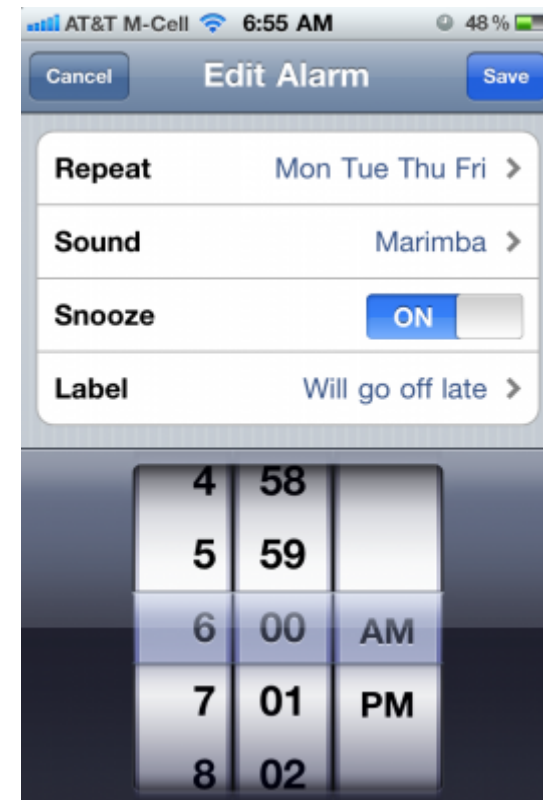 AT&T M-Cell 6:55 AM 48 %
Cancel Edit Alarm Save
Repeat Mon Tue Thu Fri >
Sound Marimba >
Snooze ON
Label Will go off late >
4 58
5 59
6 00 AM
7 01 PM
8 02